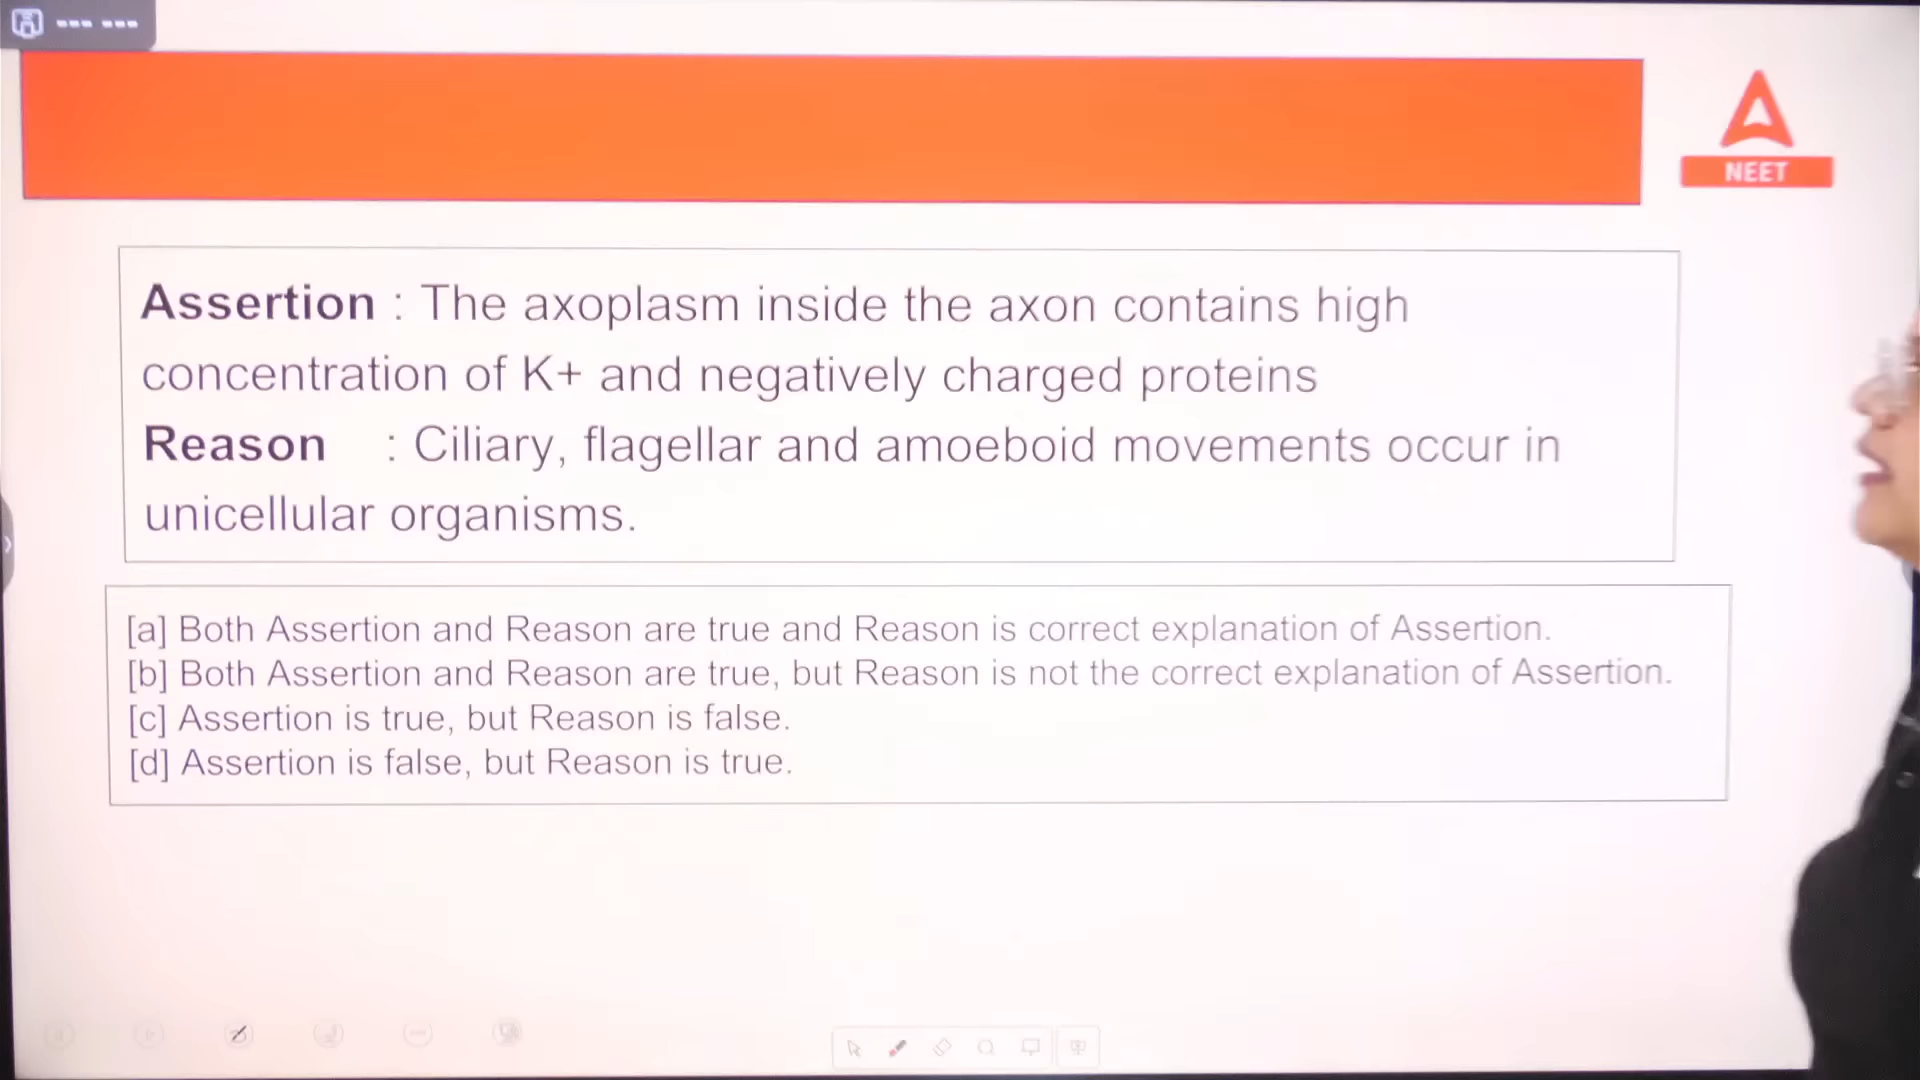 NEET
Assertion : The axoplasm inside the axon contains high
concentration of K+ and negatively charged proteins
Reason : Ciliary, flagellar and amoeboid movements occur in
unicellular organisms.
[a] Both Assertion and Reason are true and Reason is correct explanation of Assertion.
[b] Both Assertion and Reason are true, but Reason is not the correct explanation of Assertion.
[c] Assertion is true, but Reason is false.
[d] Assertion is false, but Reason is true.